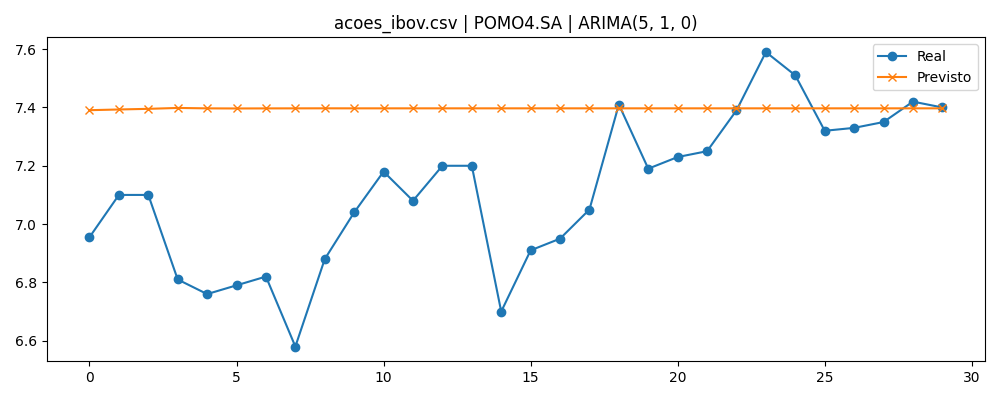 acoes_ibov.csv | POMO4.SA | ARIMA(5, 1, 0)
Real
Previsto
7.6
7.4
7.2
7.0
6.8
6.6
0 5 10 15 20 25 30